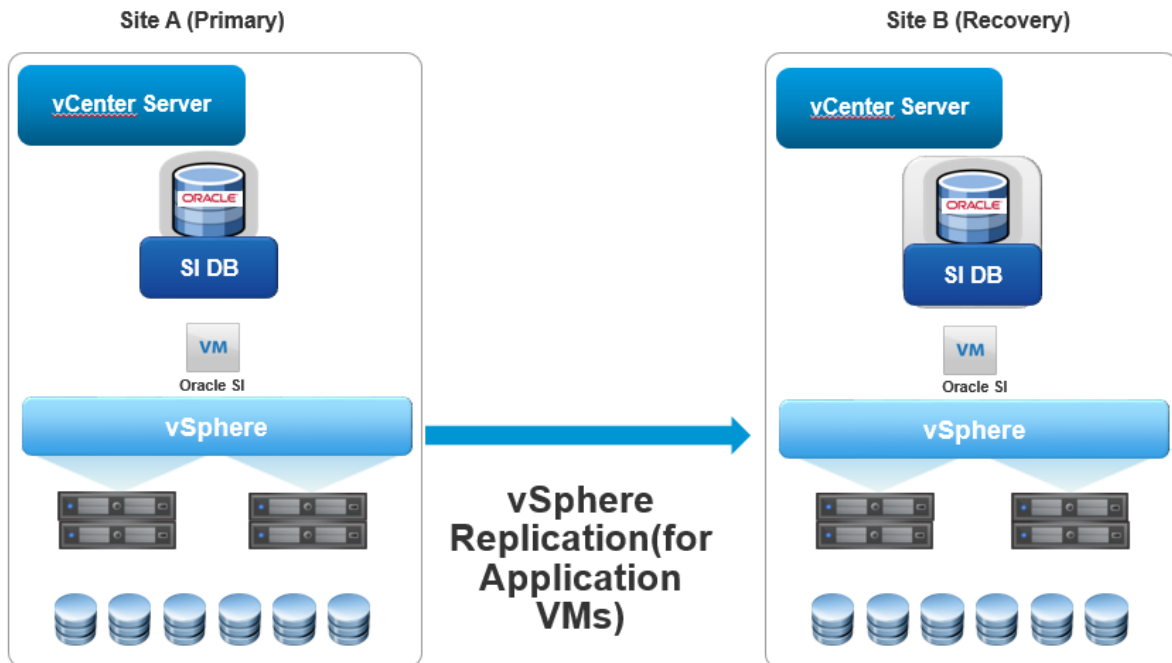 Site A (Primary)
Site B (Recovery)
vCenter Server
ORACLE
SI DB
VM
Oracle SI
vSphere
vSphere
Replication(for
Application
VMs)
vCenter Server
ORACLE
SI DB
VM
Oracle SI
vSphere